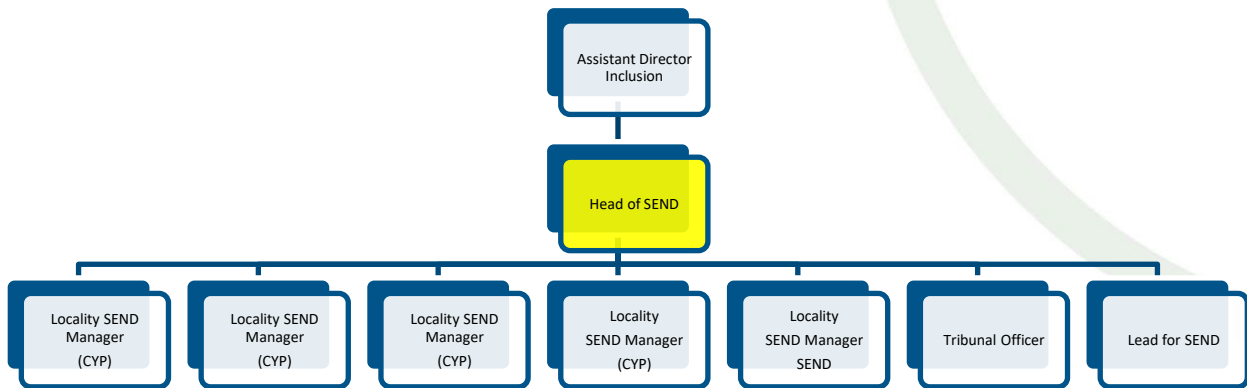 Assistant Director
Inclusion
Head of SEND
Locality SEND
Manager
(CYP)
Locality SEND
Manager
(CYP)
Locality SEND
Manager
(CYP)
Locality
SEND Manager
(CYP)
Locality
SEND Manager
SEND
Tribunal Officer
Lead for SEND